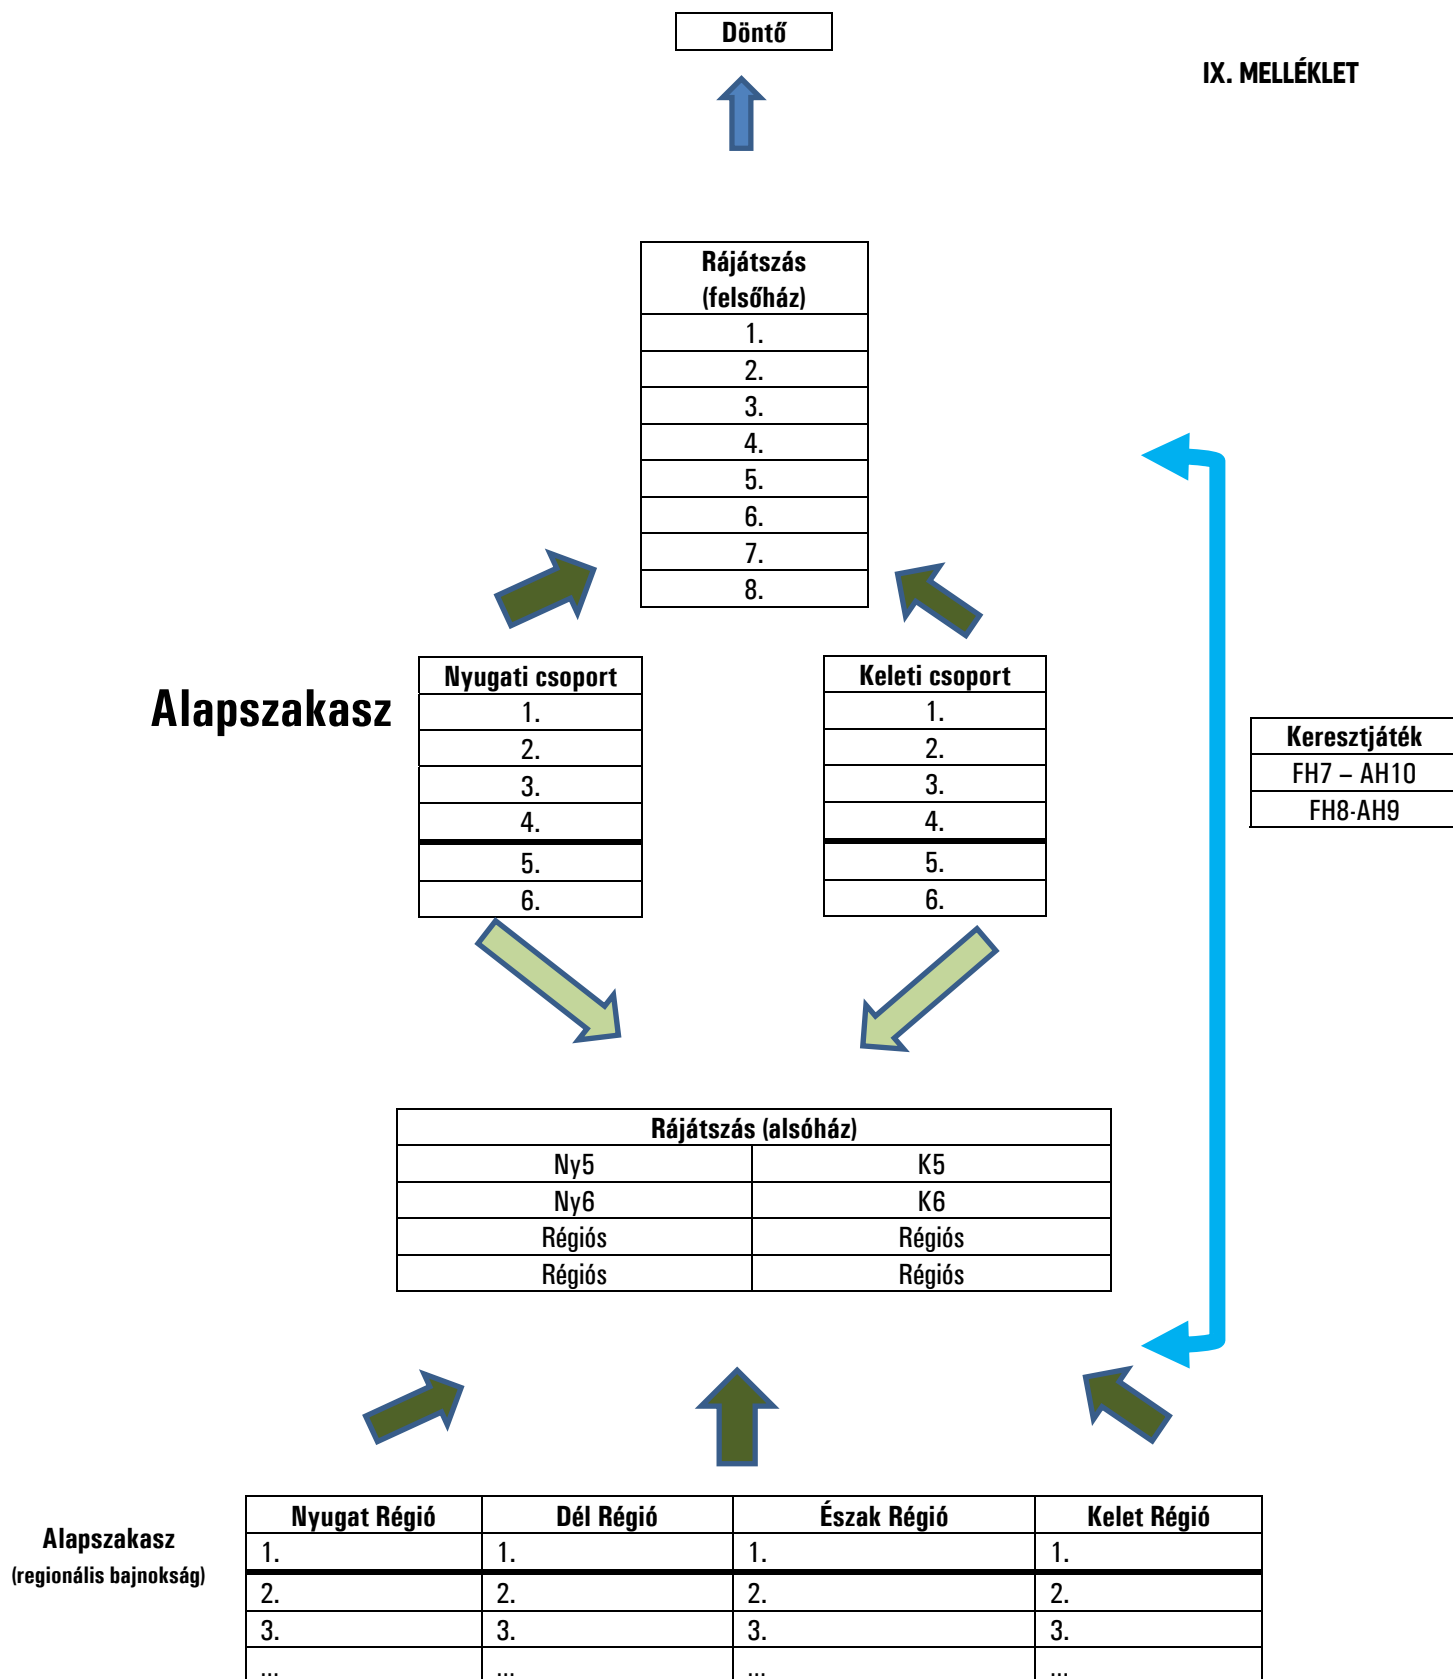 Döntő
IX. MELLÉKLET
Rájátszás
(felsőház)
1.
2.
3.
4.
5.
6.
7.
8.
Alapszakasz
Nyugati csoport
1.
2.
3.
4.
5.
6.
Keleti csoport
1.
2.
3.
4.
5.
6.
Keresztjáték
FH7 – AH10
FH8-AH9
Rájátszás (alsóház)
Ny5 K5
Ny6 K6
Régiós Régiós
Régiós Régiós
Alapszakasz
(regionális bajnokság)
Nyugat Régió Dél Régió Észak Régió Kelet Régió
1. 1. 1. 1.
2. 2. 2. 2.
3. 3. 3. 3.
... ... ... ...